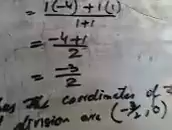 = 1(-4) + 1(1) / 1+1
= -4+1 / 2
= -3 / 2
the coordinates of
division are (-3/2, 0)